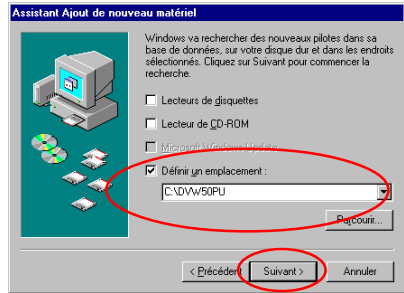 Assistant Ajout de nouveau matériel
Windows va rechercher des nouveaux pilotes dans sa
base de données, sur votre disque dur et dans les endroits
sélectionnés. Cliquez sur Suivant pour commencer la
recherche.
Lecteurs de disquettes
Lecteur de CD-ROM
Microsoft Windows Update
Définir un emplacement :
C:\DVW50PU
Parcourir...
< Précédent
Suivant >
Annuler